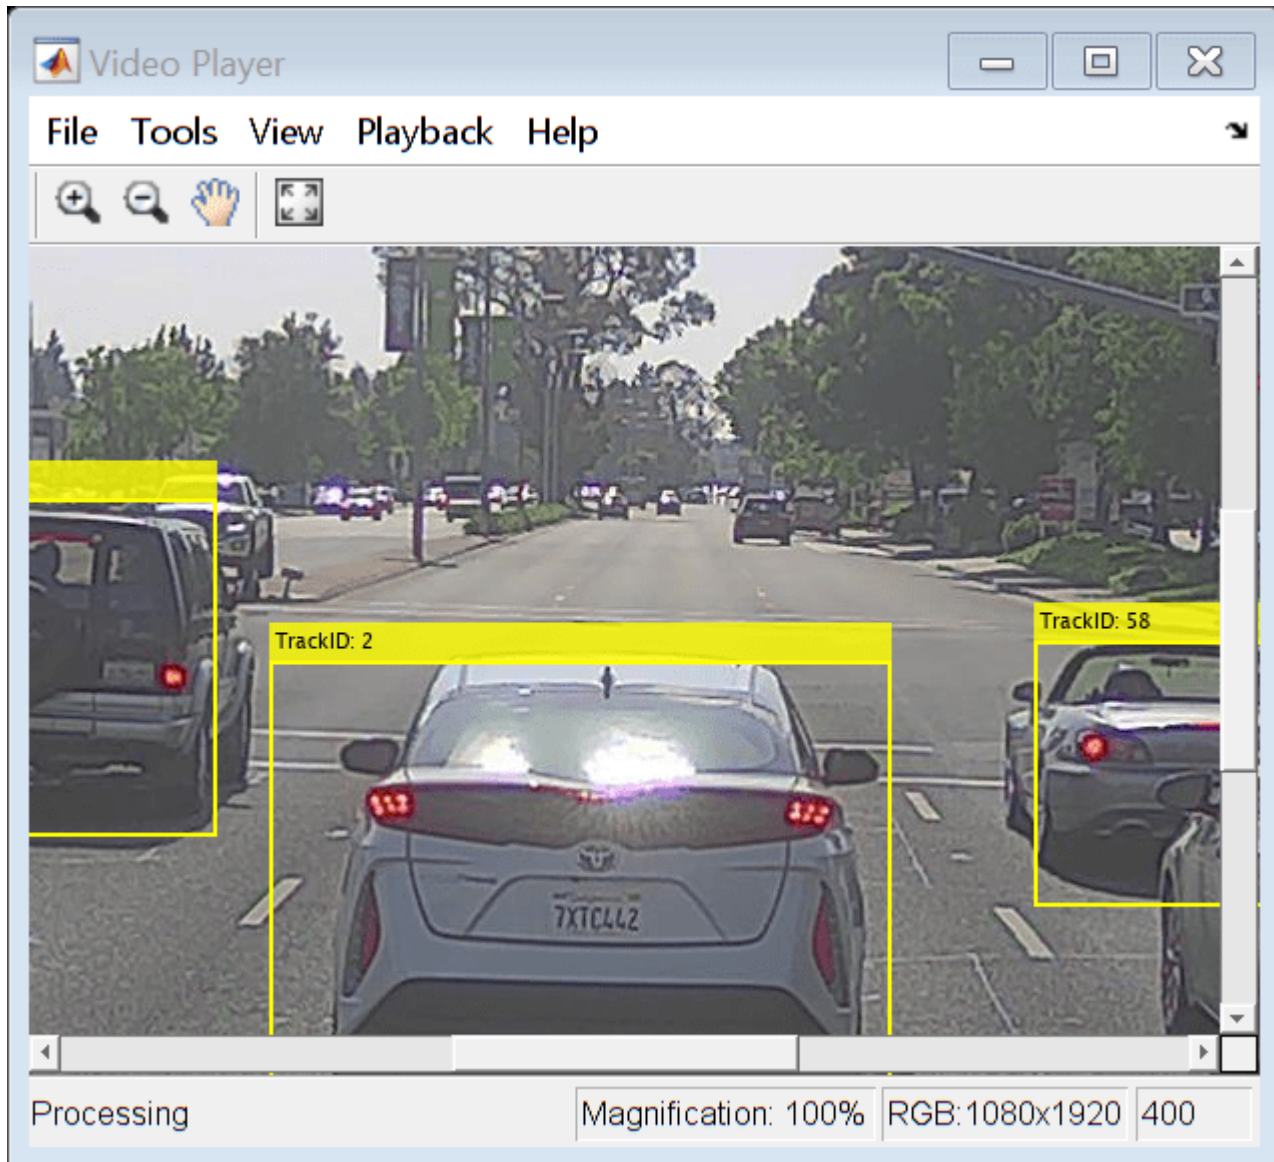 Video Player
File Tools View Playback Help
TrackID: 58
TrackID: 2
7XTC442
Processing Magnification: 100% RGB:1080x1920 400